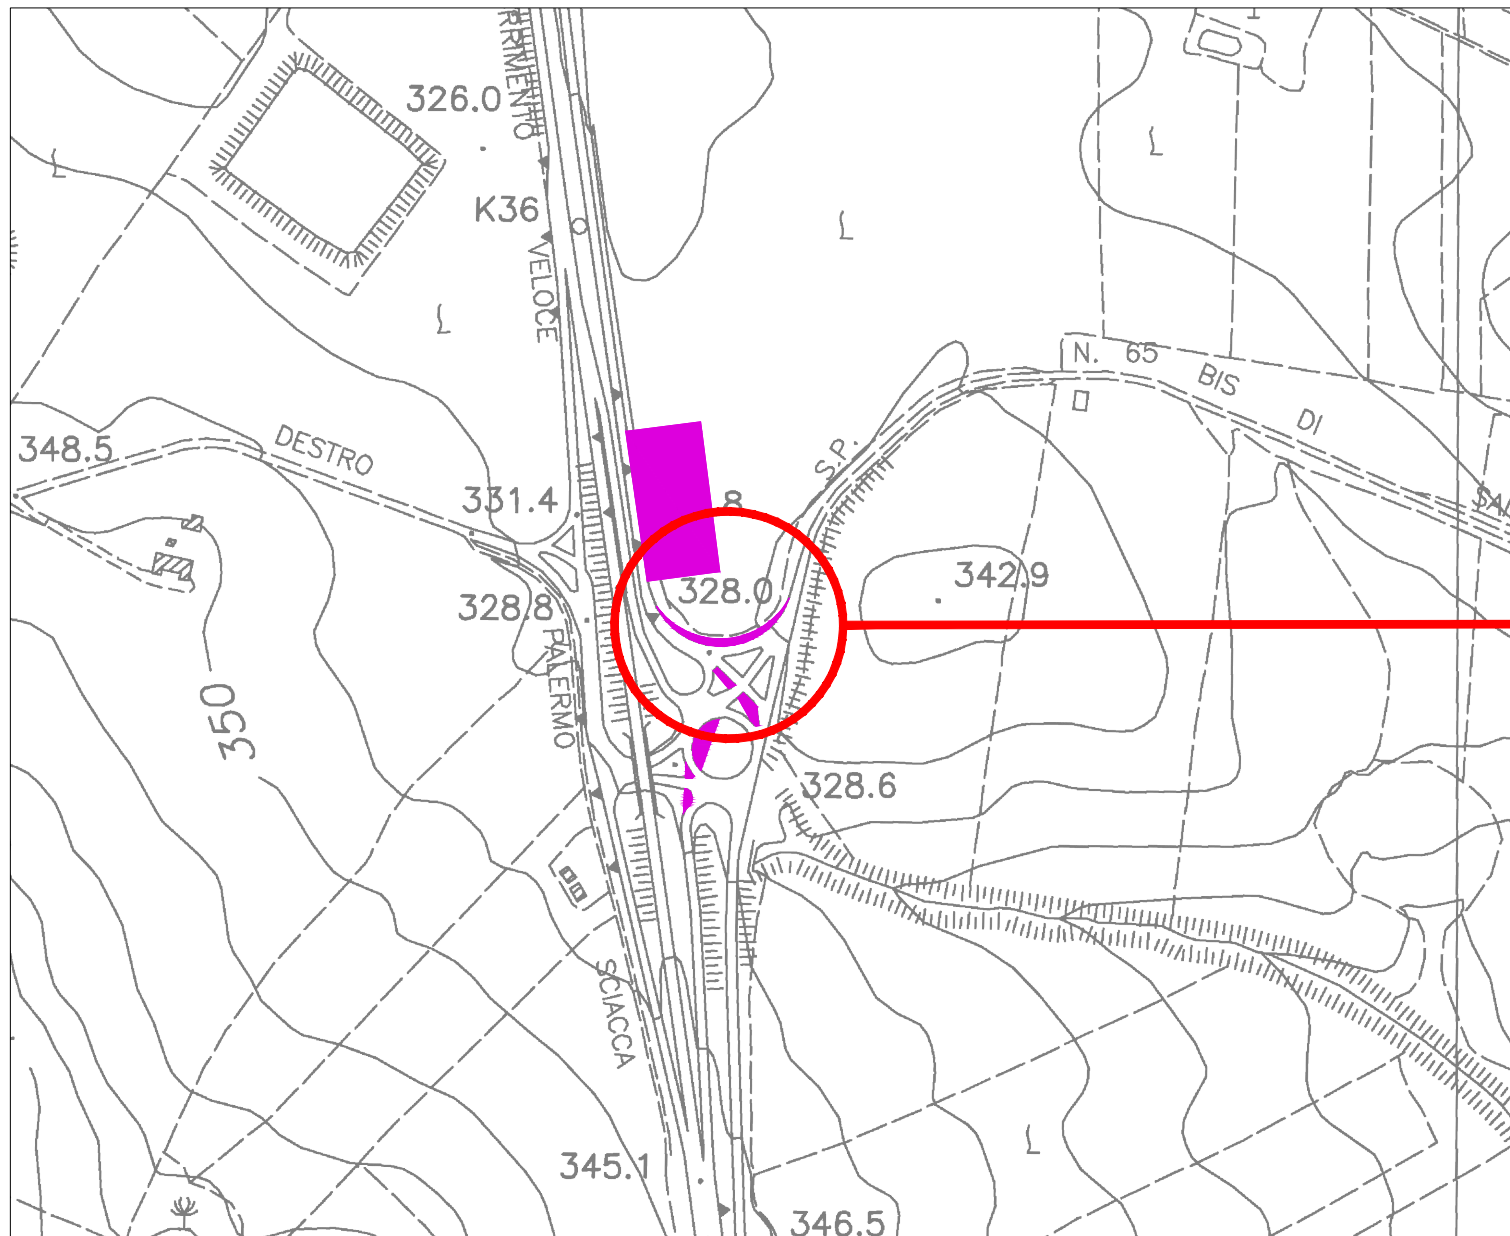 RIMENTO
326.0
K36
VELOCE
N. 65
BIS
DI
348.5
DESTRO
S.P.
331.4
8
342.9
328.0
328.8
PALERMO
350
328.6
SCIACCA
345.1
346.5